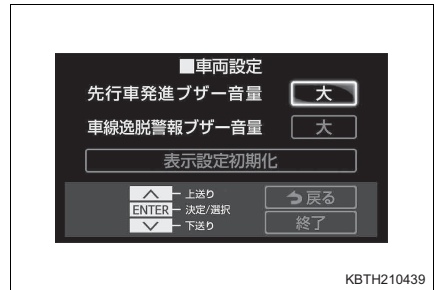 ■車両設定
先行車発進ブザー音量 大
車線逸脱警報ブザー音量 大
表示設定初期化
上送り
ENTER 決定/選択
下送り
戻る
終了
KBTH210439